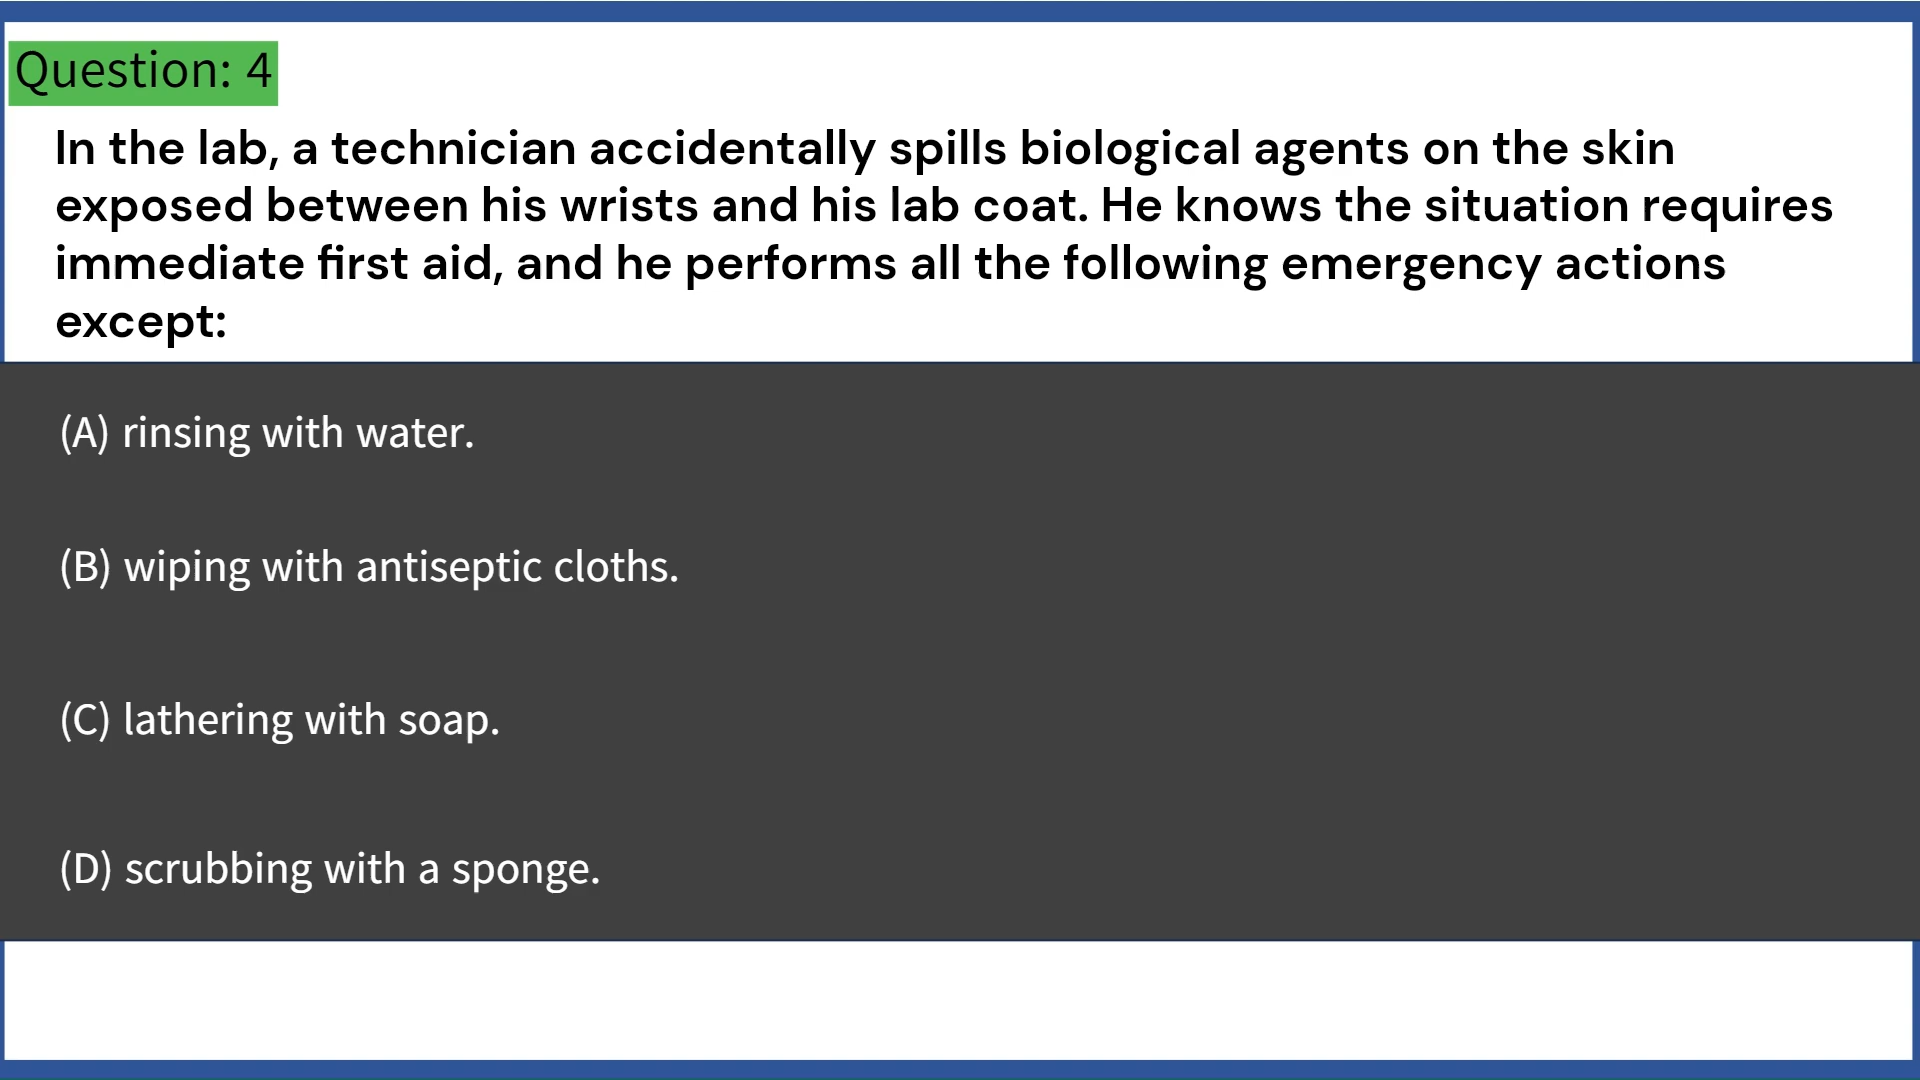 Question: 4
In the lab, a technician accidentally spills biological agents on the skin
exposed between his wrists and his lab coat. He knows the situation requires
immediate first aid, and he performs all the following emergency actions
except:
(A) rinsing with water.
(B) wiping with antiseptic cloths.
(C) lathering with soap.
(D) scrubbing with a sponge.